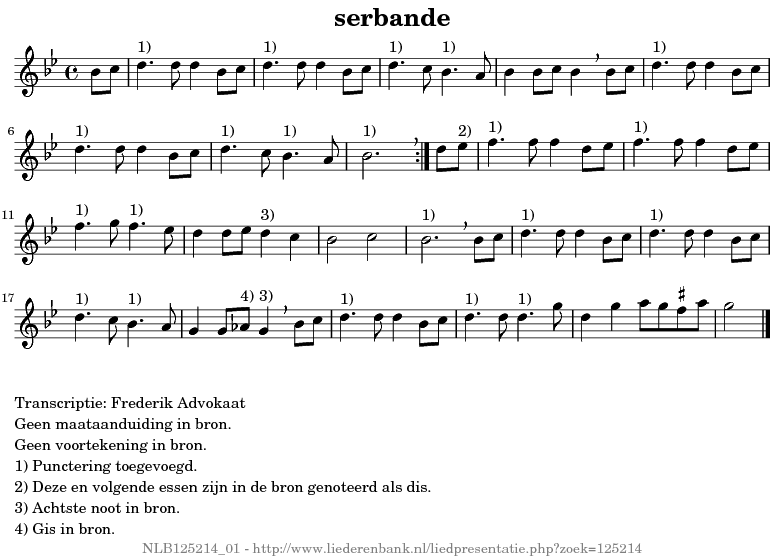 serbande
1) 1) 1) 1) 1)
6 1) 1) 1) 1) 2) 1) 1)
11 1) 1) 3) 1) 1) 1)
17 1) 1) 4) 3) 1) 1) 1)
Transcriptie: Frederik Advokaat
Geen maataanduiding in bron.
Geen voortekening in bron.
1) Punctering toegevoegd.
2) Deze en volgende essen zijn in de bron genoteerd als dis.
3) Achtste noot in bron.
4) Gis in bron.
NLB125214_01 - http://www.liederenbank.nl/liedpresentatie.php?zoek=125214